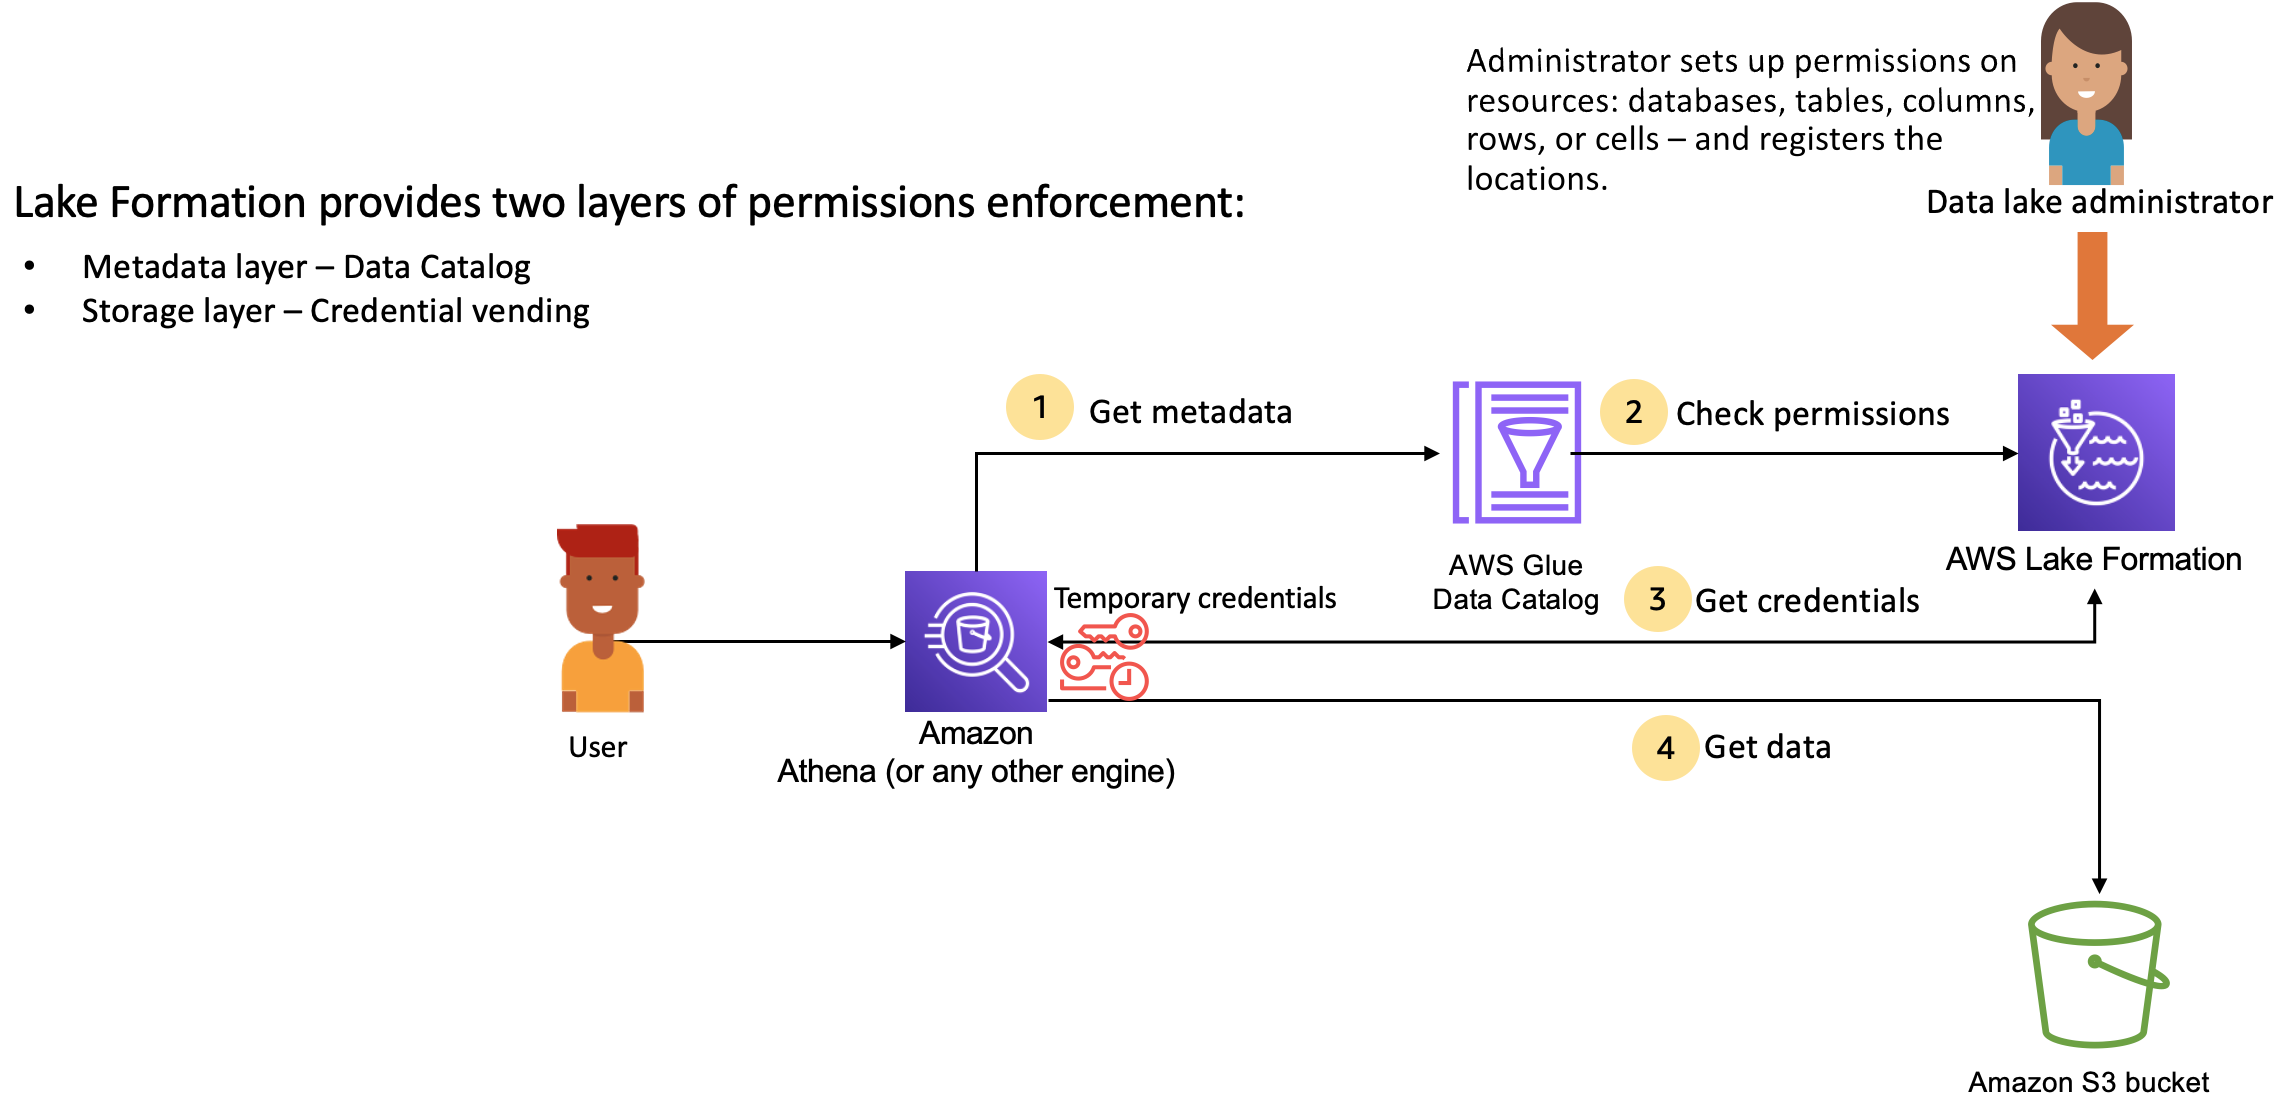 Administrator sets up permissions on
resources: databases, tables, columns,
rows, or cells – and registers the
locations.
Data lake administrator
Lake Formation provides two layers of permissions enforcement:
• Metadata layer – Data Catalog
• Storage layer – Credential vending
1 Get metadata
2 Check permissions
AWS Glue
Data Catalog
AWS Lake Formation
Temporary credentials
3 Get credentials
User
Amazon
Athena (or any other engine)
4 Get data
Amazon S3 bucket